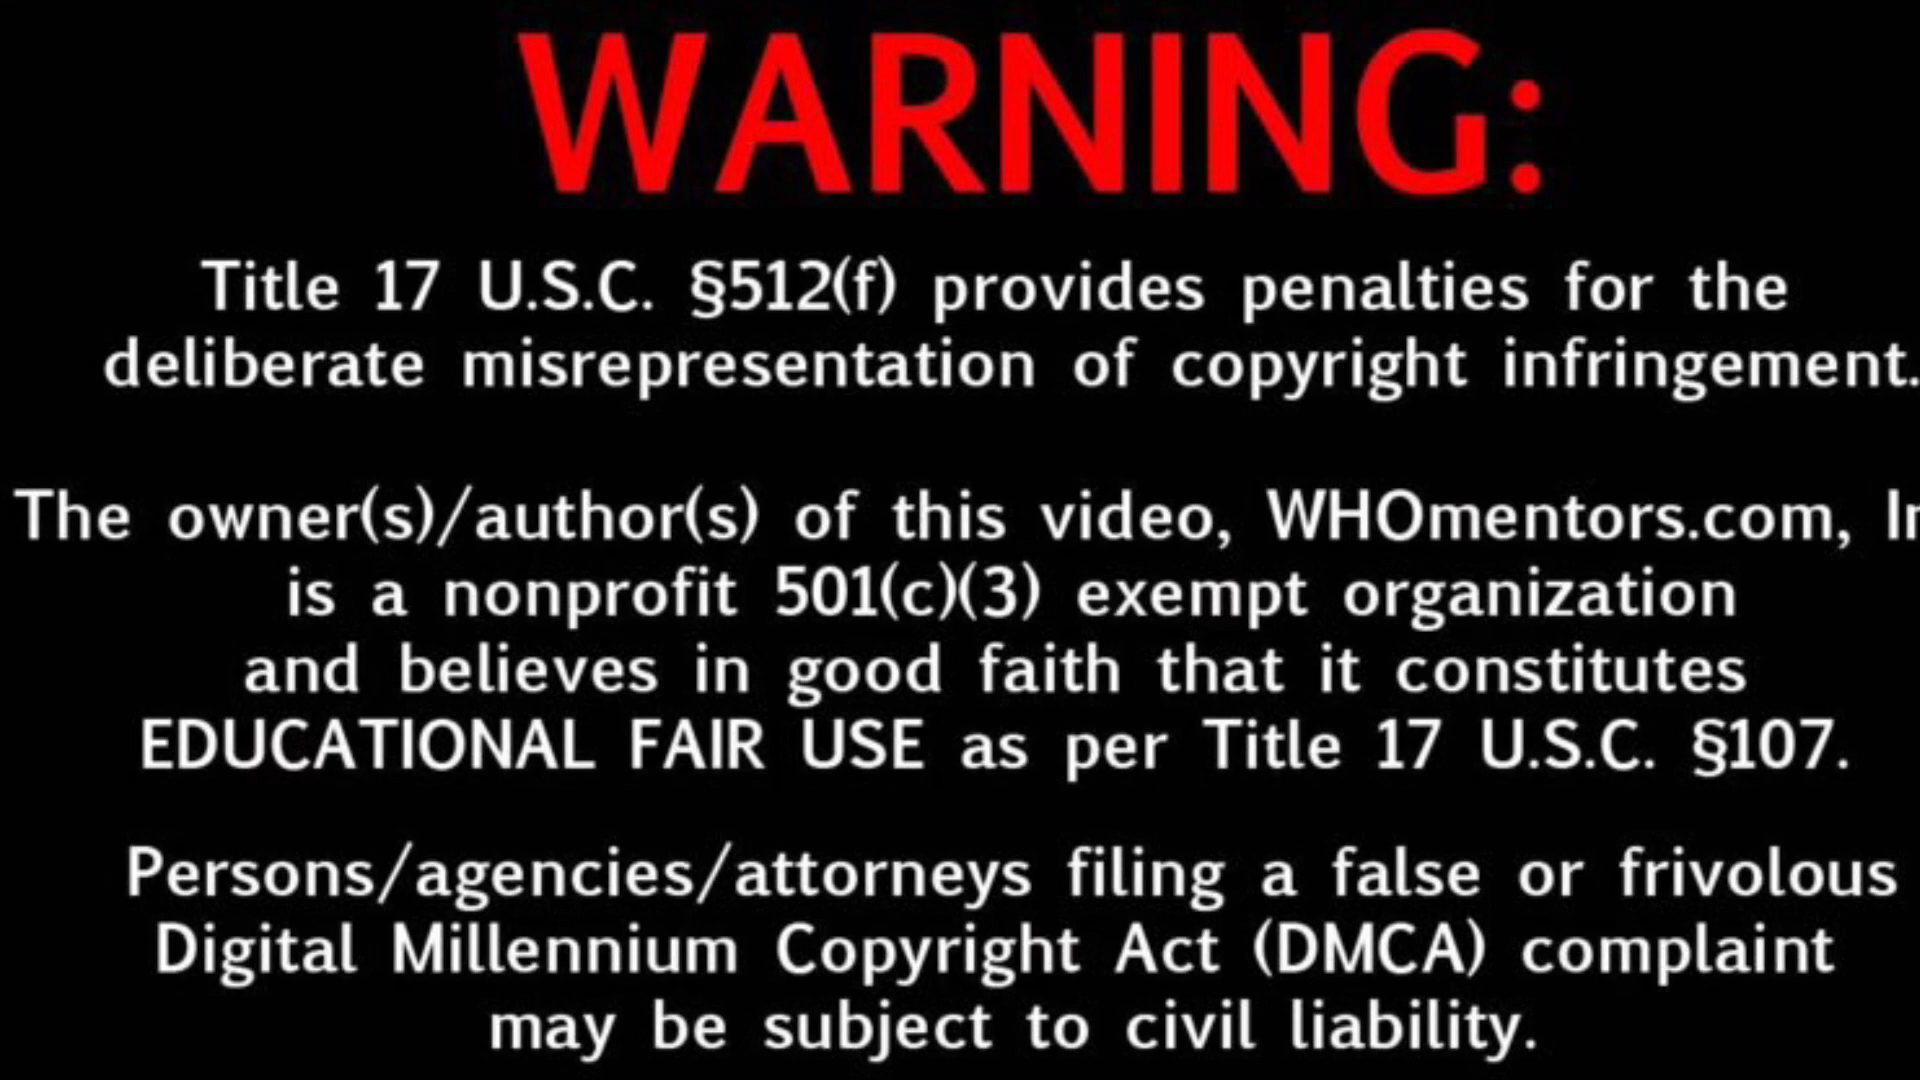 WARNING:
Title 17 U.S.C. §512(f) provides penalties for the
deliberate misrepresentation of copyright infringement.
The owner(s)/author(s) of this video, WHOmentors.com,
is a nonprofit 501(c)(3) exempt organization
and believes in good faith that it constitutes
EDUCATIONAL FAIR USE as per Title 17 U.S.C. §107.
Persons/agencies/attorneys filing a false or frivolous
Digital Millennium Copyright Act (DMCA) complaint
may be subject to civil liability.